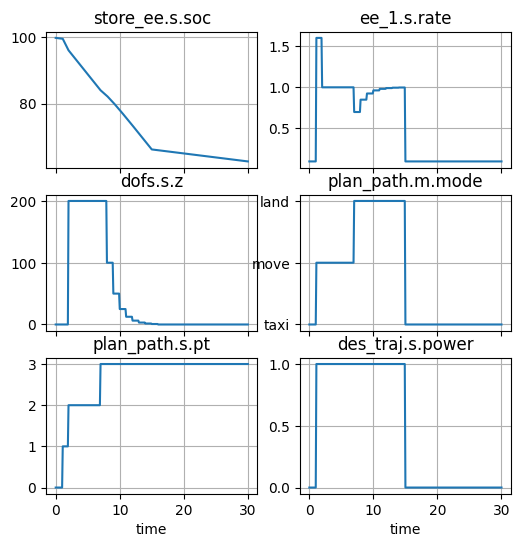 store_ee.s.soc
ee_1.s.rate
100
80
1.5
1.0
0.5
dofs.s.z
plan_path.m.mode
200
100
0
land
move
taxi
plan_path.s.pt
des_traj.s.power
3
2
1
0
1.0
0.5
0.0
0 10 20 30
0 10 20 30
time
time